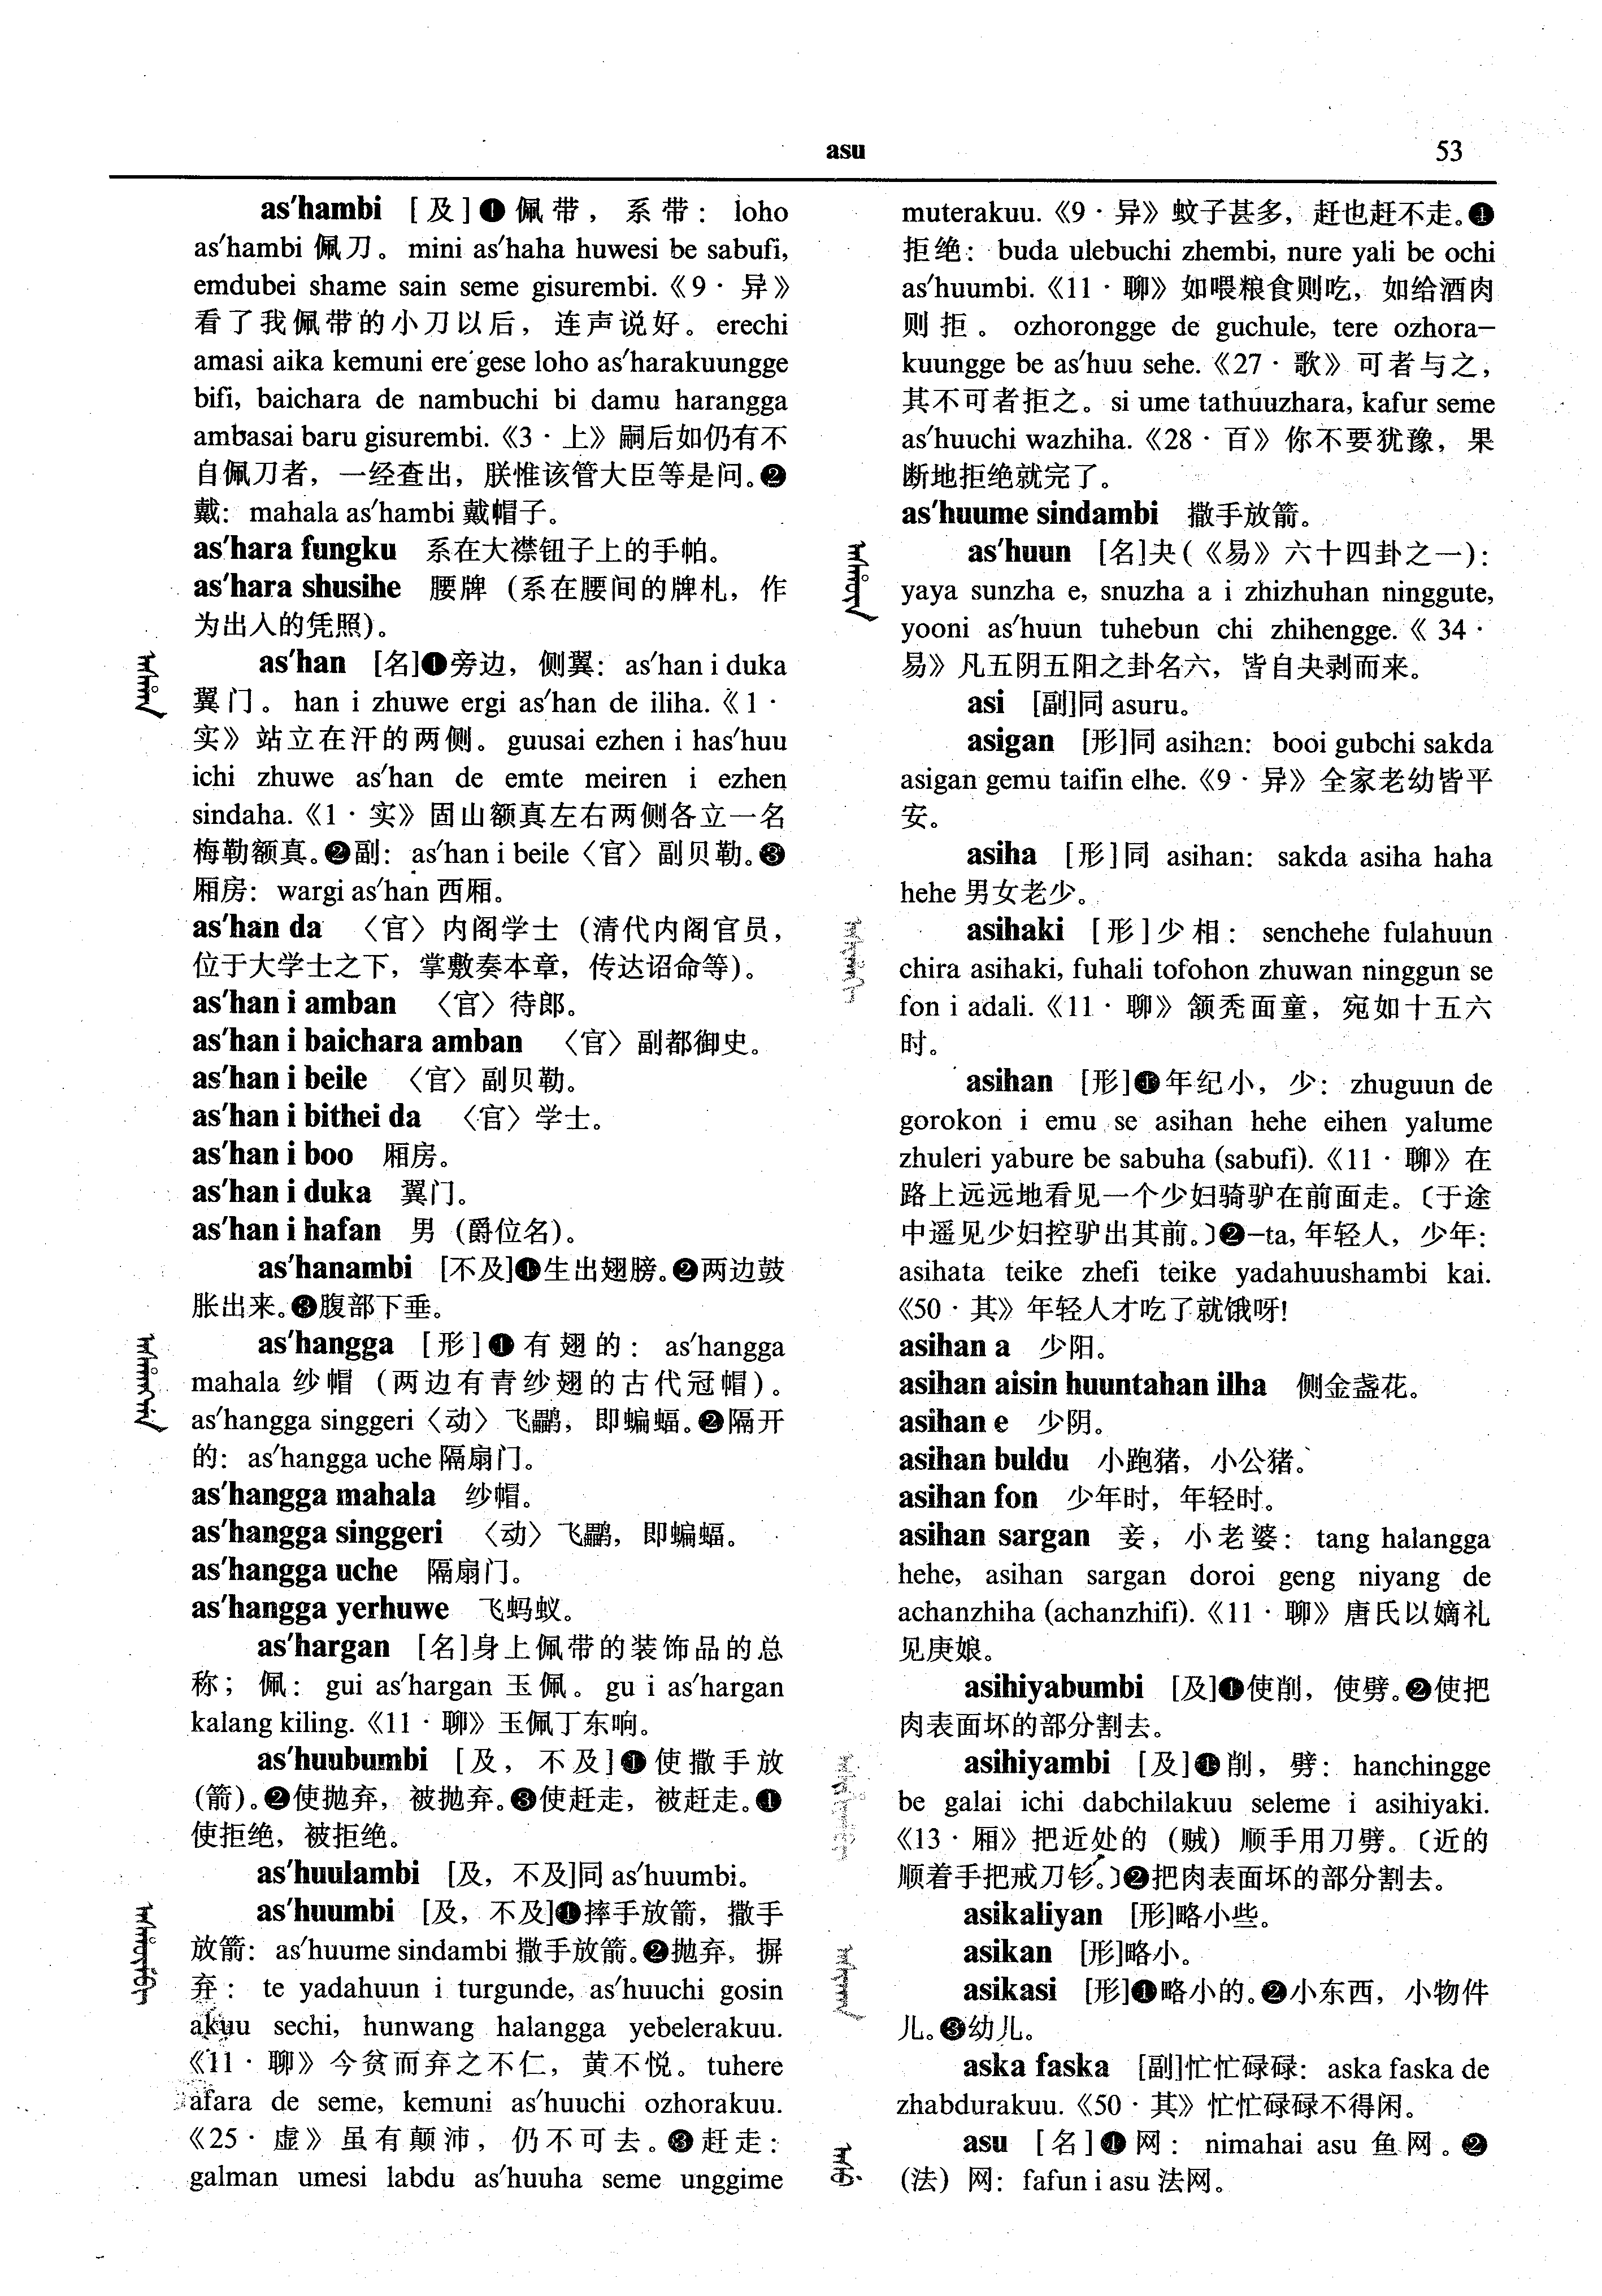 asu
53
as′hambi [及]❶佩带，系带： loho
as′hambi 佩刀。 mini as′haha huwesi be sabufi,
emdubei shame sain seme gisurembi.《9·异》
看了我佩带的小刀以后，连声说好。 erechi
amasi aika kemuni ere gese loho as′harakuungge
bifi, baichara de nambuchi bi damu harangga
ambasai baru gisurembi.《3·上》嗣后如仍有不
自佩刀者，一经查出，朕惟该管大臣等是问。❷
戴： mahala as′hambi 戴帽子。
as′hara fungku 系在大襟钮子上的手帕。
as′hara shusihe 腰牌（系在腰间的牌札，作
为出入的凭照）。
as′han [名]❶旁边，侧翼： as′han i duka
翼门。 han i zhuwe ergi as′han de iliha.《1·
实》站立在汗的两侧。 guusai ezhen i has′huu
ichi zhuwe as′han de emte meiren i ezhen
sindaha.《1·实》固山额真左右两侧各立一名
梅勒额真。❷副： as′han i beile〈官〉副贝勒。❸
厢房： wargi as′han 西厢。
as′han da 〈官〉内阁学士（清代内阁官员，
位于大学士之下，掌敷奏本章，传达诏命等）。
as′han i amban 〈官〉待郎。
as′han i baichara amban 〈官〉副都御史。
as′han i beile 〈官〉副贝勒。
as′han i bithei da 〈官〉学士。
as′han i boo 厢房。
as′han i duka 翼门。
as′han i hafan 男（爵位名）。
as′hanambi [不及]❶生出翅膀。❷两边鼓
胀出来。❸腹部下垂。
as′hangga [形]❶有翅的： as′hangga
mahala 纱帽（两边有青纱翅的古代冠帽）。
as′hangga singgeri〈动〉飞鸓，即蝙蝠。❷隔开
的： as′hangga uche 隔扇门。
as′hangga mahala 纱帽。
as′hangga singgeri 〈动〉飞鸓，即蝙蝠。
as′hangga uche 隔扇门。
as′hangga yerhuwe 飞蚂蚁。
as′hargan [名]身上佩带的装饰品的总
称；佩： gui as′hargan 玉佩。 gu i as′hargan
kalang kiling.《11·聊》玉佩丁东响。
as′huubumbi [及，不及]❶使撒手放
(箭)。❷使抛弃，被抛弃。❸使赶走，被赶走。❶
使拒绝，被拒绝。
as′huulambi [及，不及]同 as′huumbi。
as′huumbi [及，不及]❶摔手放箭，撒手
放箭： as′huume sindambi 撒手放箭。❷抛弃，摒
弃： te yadahuun i turgunde, as′huuchi gosin
akuu sechi, hunwang halangga yebelerakuu.
《11·聊》今贫而弃之不仁，黄不悦。 tuhere
afara de seme, kemuni as′huuchi ozhorakuu.
《25·虚》虽有颠沛，仍不可去。❸赶走：
galman umesi labdu as′huuha seme unggime
muterakuu.《9·异》蚊子甚多，赶也赶不走。❶
拒绝： buda ulebuchi zhembi, nure yali be ochi
as′huumbi.《11·聊》如喂粮食则吃，如给酒肉
则拒。 ozhorongge de guchule, tere ozhora–
kuungge be as′huu sehe.《27·歌》可者与之，
其不可者拒之。 si ume tathuuzhara, kafur seme
as′huuchi wazhiha.《28·百》你不要犹豫，果
断地拒绝就完了。
as′huume sindambi 撒手放箭。
as′huun [名]夬(《易》六十四卦之一)：
yaya sunzha e, snuzha a i zhizhuhan ninggute,
yooni as′huun tuhebun chi zhihengge.《34·
易》凡五阴五阳之卦名六，皆自夬剥而来。
asi [副]同 asuru。
asigan [形]同 asihan： booi gubchi sakda
asigan gemu taifin elhe.《9·异》全家老幼皆平
安。
asiha [形]同 asihan： sakda asiha haha
hehe 男女老少。
asihaki [形]少相： senchehe fulahuun
chira asihaki, fuhali tofohon zhuwan ninggun se
fon i adali.《11·聊》颔秃面童，宛如十五六
时。
asihan [形]❶年纪小，少： zhuguun de
gorokon i emu se asihan hehe eihen yalume
zhuleri yabure be sabuha (sabufi).《11·聊》在
路上远远地看见一个少妇骑驴在前面走。〔于途
中遥见少妇控驴出其前。〕❷–ta, 年轻人，少年：
asihata teike zhefi teike yadahuushambi kai.
《50·其》年轻人才吃了就饿呀!
asihan a 少阳。
asihan aisin huuntahan ilha 侧金盏花。
asihan e 少阴。
asihan buldu 小跑猪，小公猪。
asihan fon 少年时，年轻时。
asihan sargan 妾，小老婆： tang halangga
hehe, asihan sargan doroi geng niyang de
achanzhiha (achanzhifi).《11·聊》唐氏以嫡礼
见庚娘。
asihiyabumbi [及]❶使削，使劈。❷使把
肉表面坏的部分割去。
asihiyambi [及]❶削，劈： hanchingge
be galai ichi dabchilakuu seleme i asihiyaki.
《13·厢》把近处的（贼）顺手用刀劈。〔近的
顺着手把戒刀钐。〕❷把肉表面坏的部分割去。
asikaliyan [形]略小些。
asikan [形]略小。
asikasi [形]❶略小的。❷小东西，小物件
儿。❸幼儿。
aska faska [副]忙忙碌碌： aska faska de
zhabdurakuu.《50·其》忙忙碌碌不得闲。
asu [名]❶网： nimahai asu 鱼网。❷
(法）网： fafun i asu 法网。